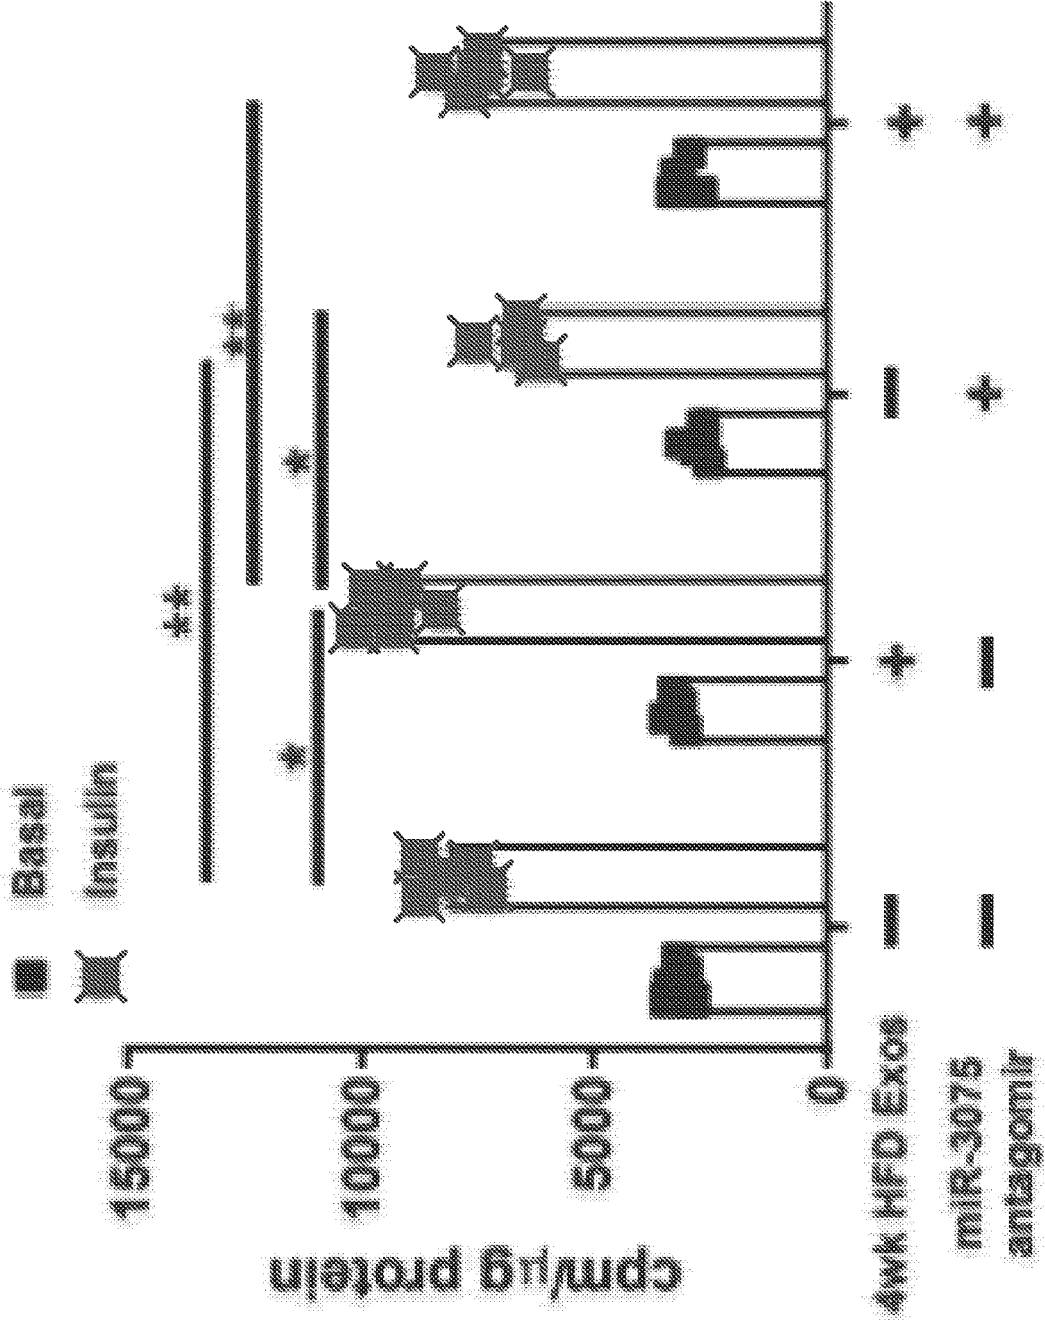 Basal
Insulin
**
**
*
*
15000
10000
5000
0
cpm/µg protein
4wk HFD Exos − + − +
miR-3075
antagomir − − + +